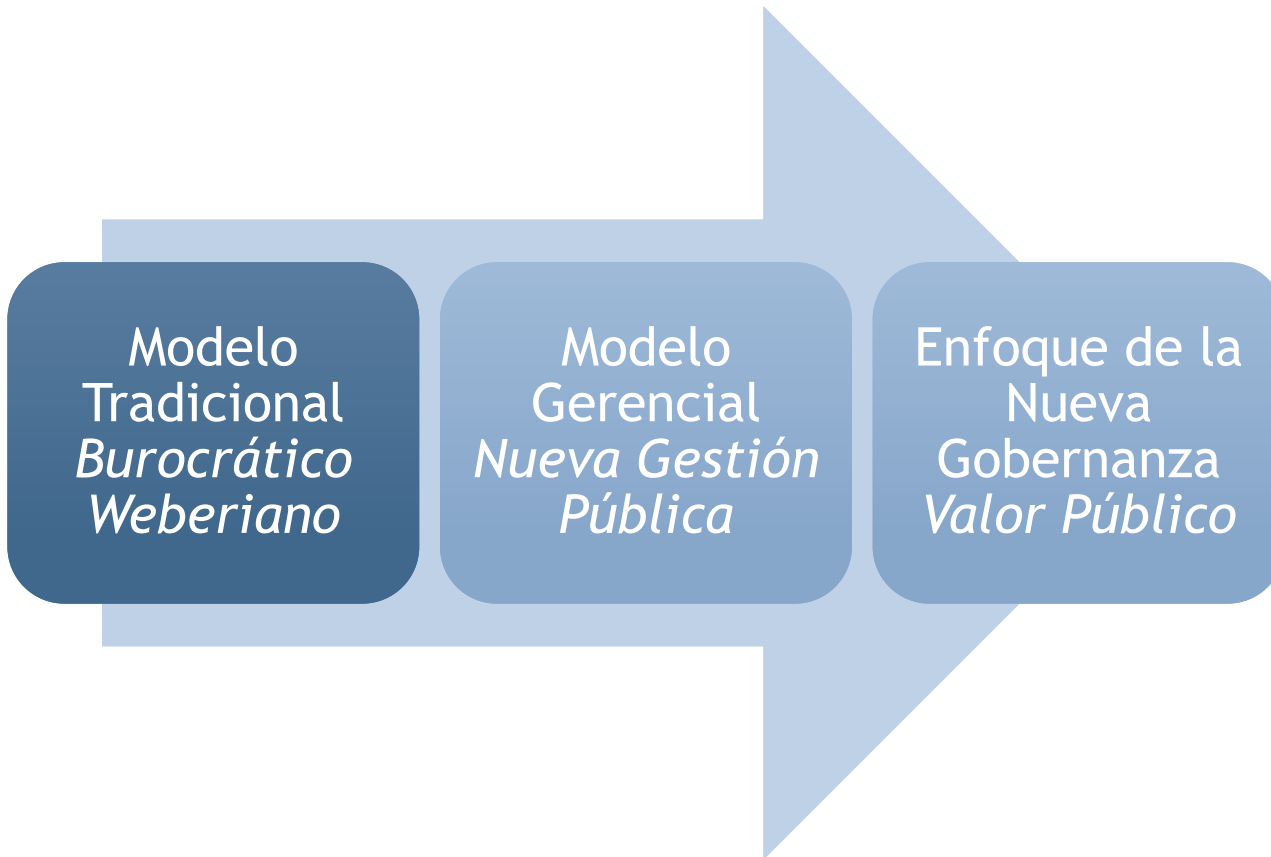 Modelo
Tradicional
Burocrático
Weberiano
Modelo
Gerencial
Nueva Gestión
Pública
Enfoque de la
Nueva
Gobernanza
Valor Público